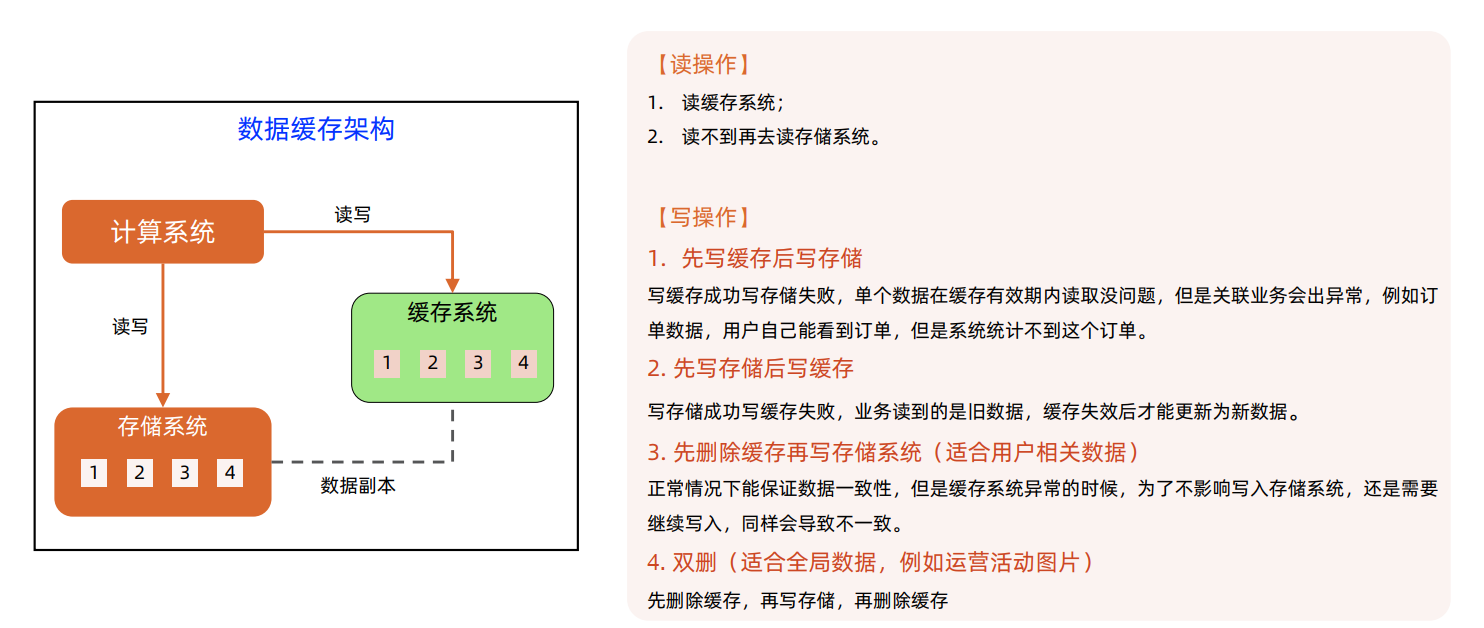 数据缓存架构
计算系统
读写
读写
缓存系统
1 2 3 4
存储系统
1 2 3 4
数据副本
【读操作】
1. 读缓存系统；
2. 读不到再去读存储系统。
【写操作】
1. 先写缓存后写存储
写缓存成功写存储失败，单个数据在缓存有效期内读取没问题，但是关联业务会出异常，例如订
单数据，用户自己能看到订单，但是系统统计不到这个订单。
2. 先写存储后写缓存
写存储成功写缓存失败，业务读到的是旧数据，缓存失效后才能更新为新数据。
3. 先删除缓存再写存储系统（适合用户相关数据）
正常情况下能保证数据一致性，但是缓存系统异常的时候，为了不影响写入存储系统，还是需要
继续写入，同样会导致不一致。
4. 双删（适合全局数据，例如运营活动图片）
先删除缓存，再写存储，再删除缓存